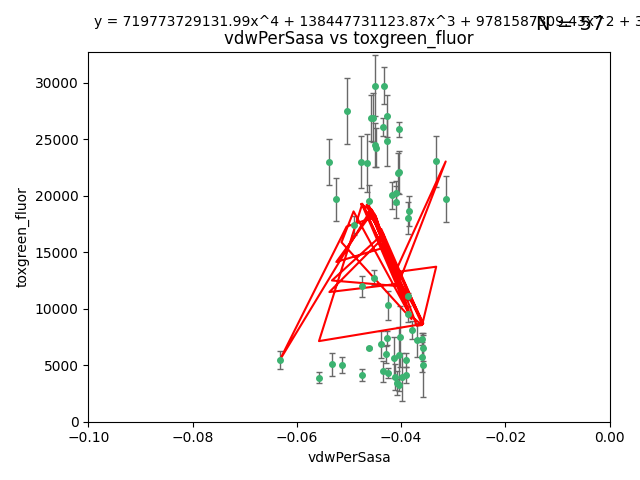 y = 719773729131.99x^4 + 138447731123.87x^3 + 9781587
N = 57
vdwPerSasa vs toxgreen_fluor
toxgreen_fluor
30000
25000
20000
15000
10000
5000
0
−0.10 −0.08 −0.06 −0.04 −0.02 0.00
vdwPerSasa